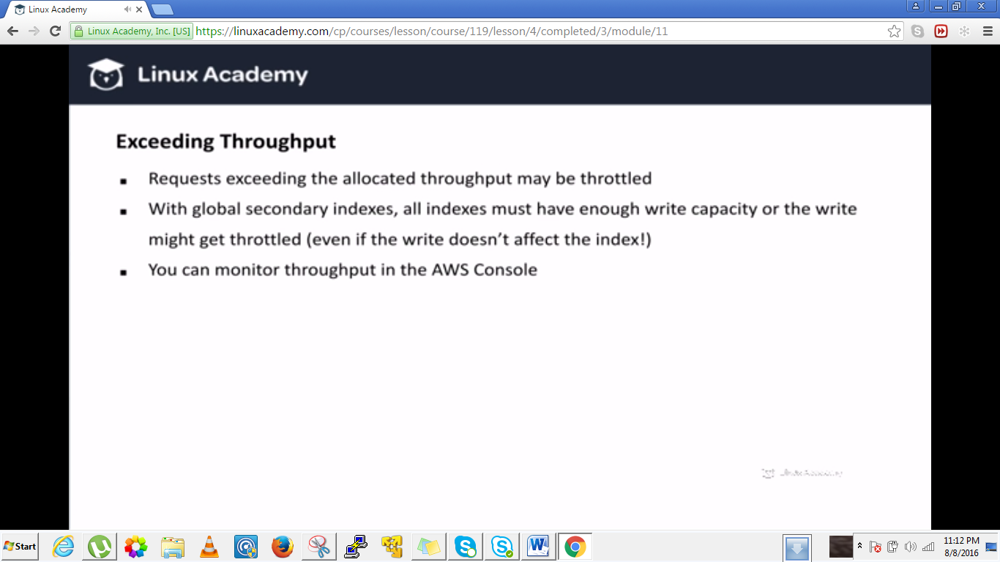 Linux Academy
Linux Academy, Inc. [US]
https://linuxacademy.com/cp/courses/lesson/course/119/lesson/4/completed/3/module/11
Linux Academy
Exceeding Throughput
▪ Requests exceeding the allocated throughput may be throttled
▪ With global secondary indexes, all indexes must have enough write capacity or the write
might get throttled (even if the write doesn't affect the index!)
▪ You can monitor throughput in the AWS Console
Linux Academy
Start
11:12 PM
8/8/2016